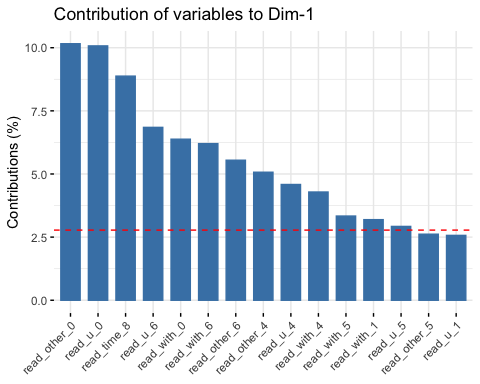 Contribution of variables to Dim-1
Contributions (%)
10.0
7.5
5.0
2.5
0.0
read_other_0
read_u_0
read_time_8
read_u_6
read_with_0
read_with_6
read_other_6
read_other_4
read_u_4
read_with_4
read_with_5
read_with_1
read_u_5
read_other_5
read_u_1